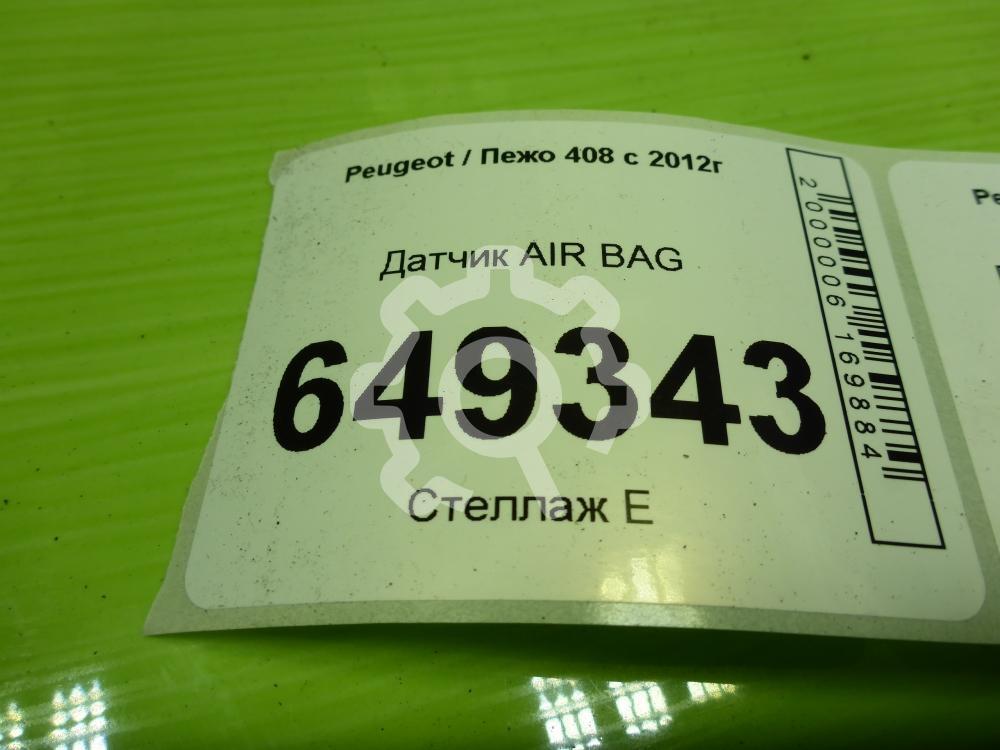 Peugeot / Пежо 408 с 2012г
Датчик AIR BAG
649343
Стеллаж Е
2000006169884